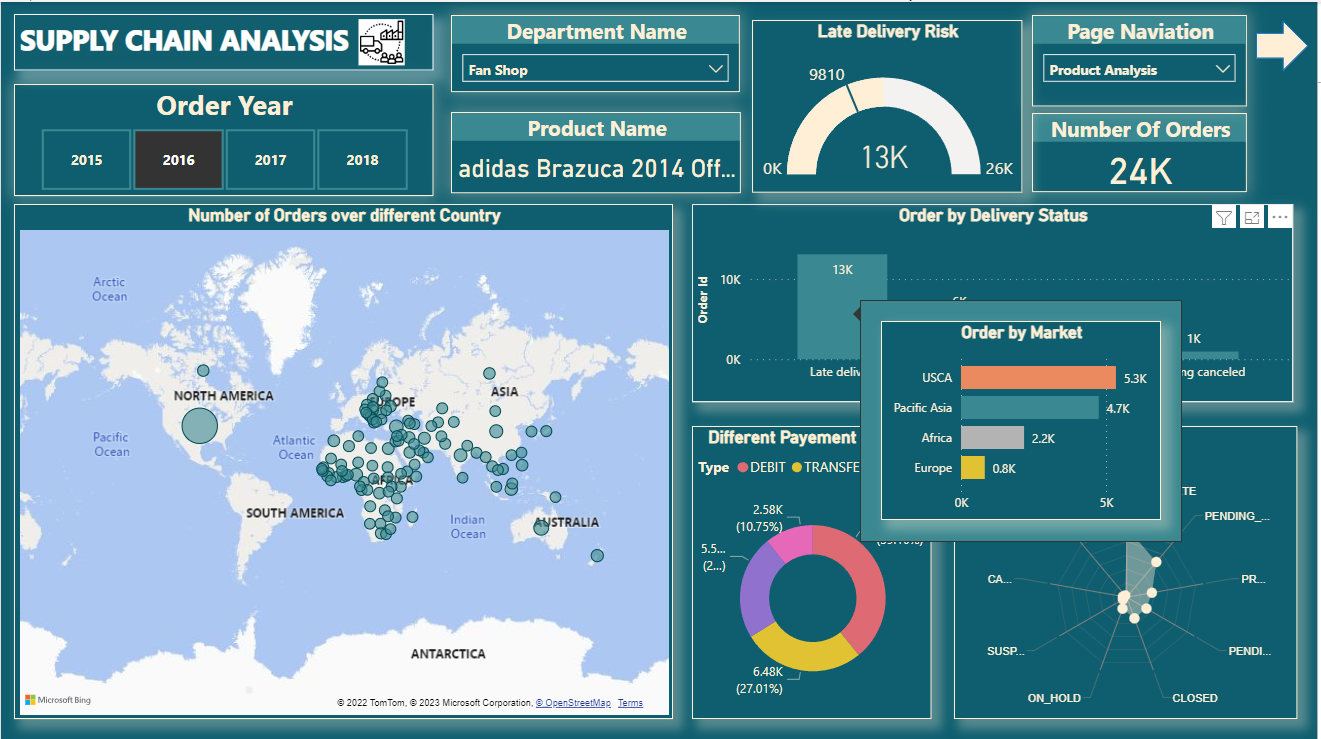 SUPPLY CHAIN ANALYSIS
Order Year
2015
2016
2017
2018
Department Name
Fan Shop
Product Name
adidas Brazuca 2014 Off...
Late Delivery Risk
9810
0K
13K
26K
Page Naviation
Product Analysis
Number Of Orders
24K
Number of Orders over different Country
Arctic
Ocean
NORTH AMERICA
EUROPE
ASIA
Pacific
Ocean
Atlantic
Ocean
AFRICA
SOUTH AMERICA
Indian
Ocean
AUSTRALIA
ANTARCTICA
Microsoft Bing
© 2022 TomTom, © 2023 Microsoft Corporation, © OpenStreetMap Terms
Order by Delivery Status
Order Id
10K
0K
13K
1K
Late deliv
ng canceled
Order by Market
USCA
5.3K
Pacific Asia
4.7K
Africa
2.2K
Europe
0.8K
0K
5K
Different Payement
Type
DEBIT
TRANSFE
2.58K
(10.75%)
5.5...
(2...)
6.48K
(27.01%)
TE
PENDING_...
CA...
PR...
SUSP...
PENDI...
ON_HOLD
CLOSED